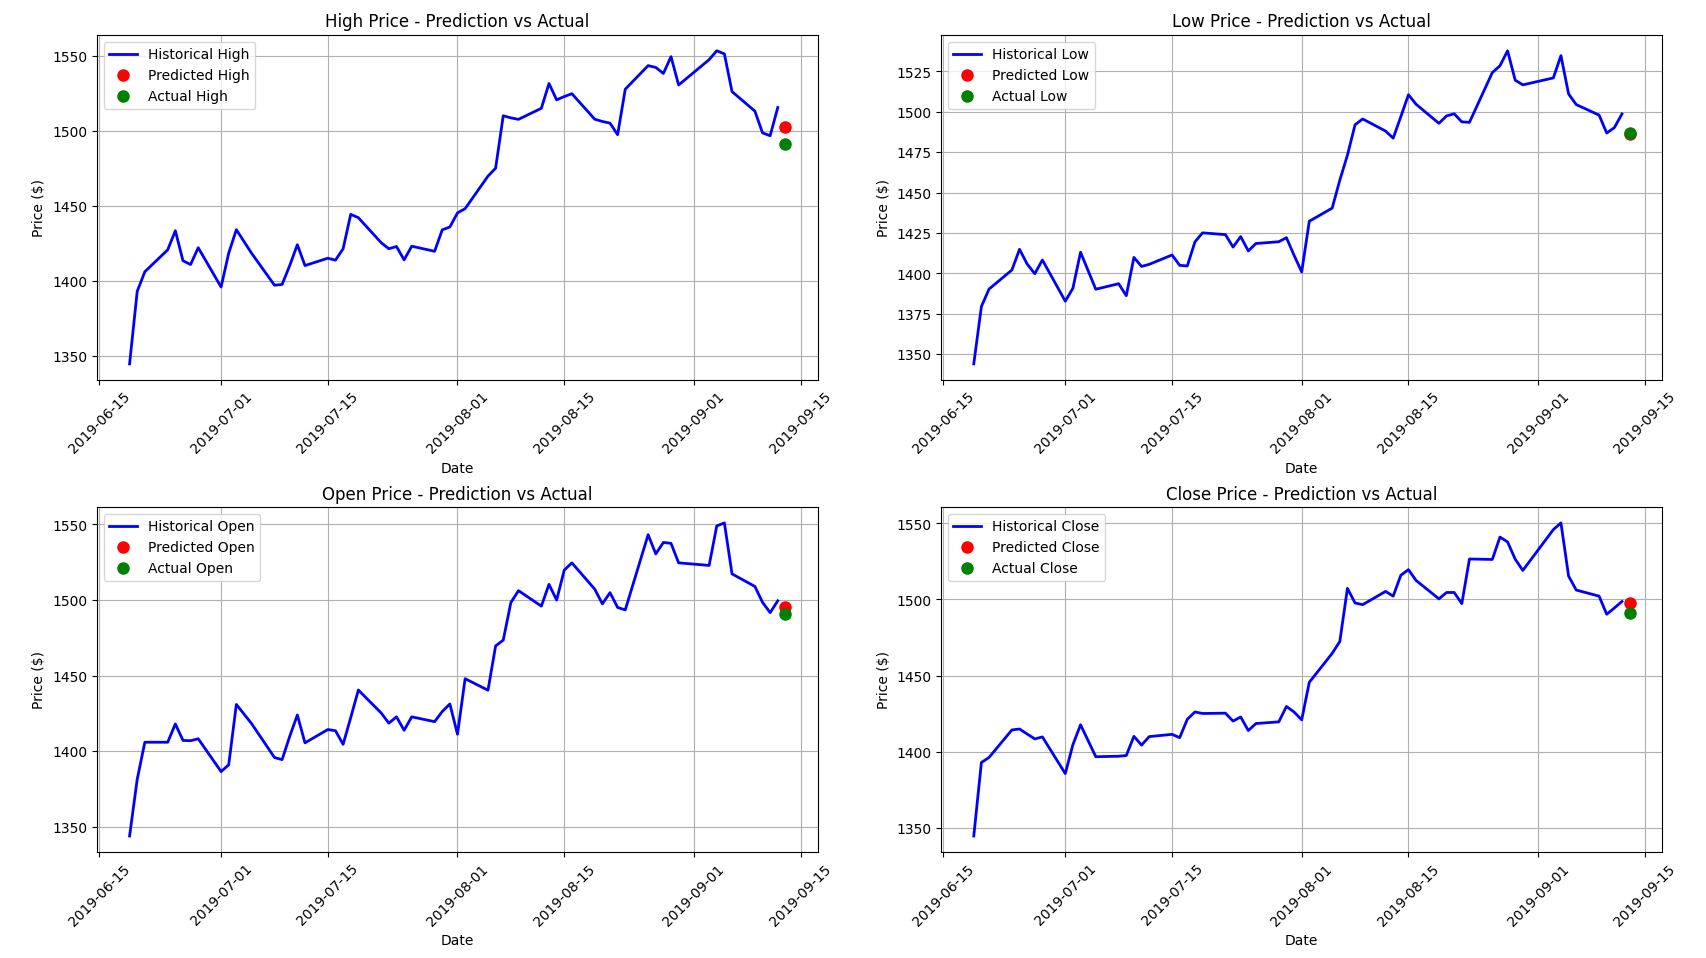 High Price - Prediction vs Actual
Historical High
Predicted High
Actual High
1550
1500
1450
1400
1350
Price ($)
2019-06-15
2019-07-01
2019-07-15
2019-08-01
2019-08-15
2019-09-01
2019-09-15
Date
Low Price - Prediction vs Actual
Historical Low
Predicted Low
Actual Low
1525
1500
1475
1450
1425
1400
1375
1350
Price ($)
2019-06-15
2019-07-01
2019-07-15
2019-08-01
2019-08-15
2019-09-01
2019-09-15
Date
Open Price - Prediction vs Actual
Historical Open
Predicted Open
Actual Open
1550
1500
1450
1400
1350
Price ($)
2019-06-15
2019-07-01
2019-07-15
2019-08-01
2019-08-15
2019-09-01
2019-09-15
Date
Close Price - Prediction vs Actual
Historical Close
Predicted Close
Actual Close
1550
1500
1450
1400
1350
Price ($)
2019-06-15
2019-07-01
2019-07-15
2019-08-01
2019-08-15
2019-09-01
2019-09-15
Date